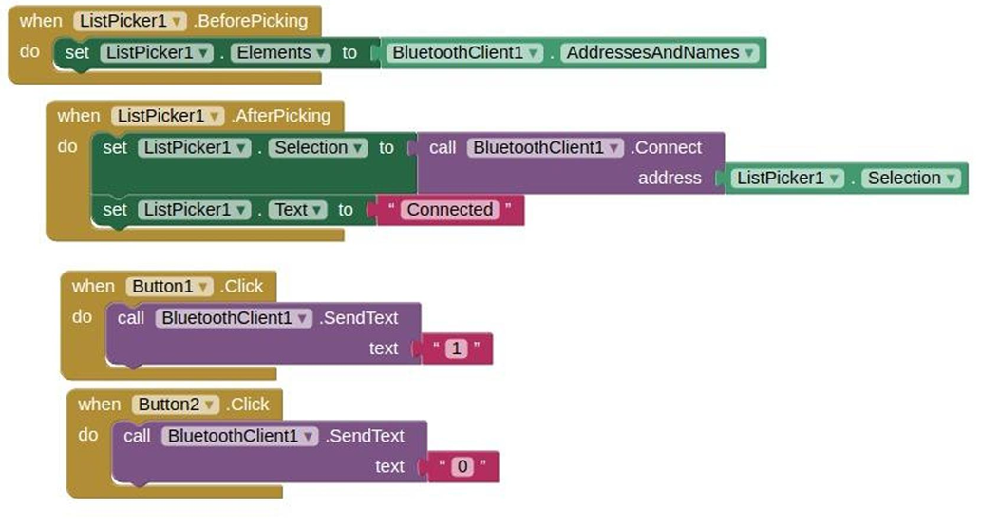 when ListPicker1 .BeforePicking
do set ListPicker1 . Elements to BluetoothClient1 . AddressesAndNames
when ListPicker1 .AfterPicking
do set ListPicker1 . Selection to call BluetoothClient1 .Connect
address ListPicker1 . Selection
set ListPicker1 . Text to “ Connected ”
when Button1 .Click
do call BluetoothClient1 .SendText
text “ 1 ”
when Button2 .Click
do call BluetoothClient1 .SendText
text “ 0 ”